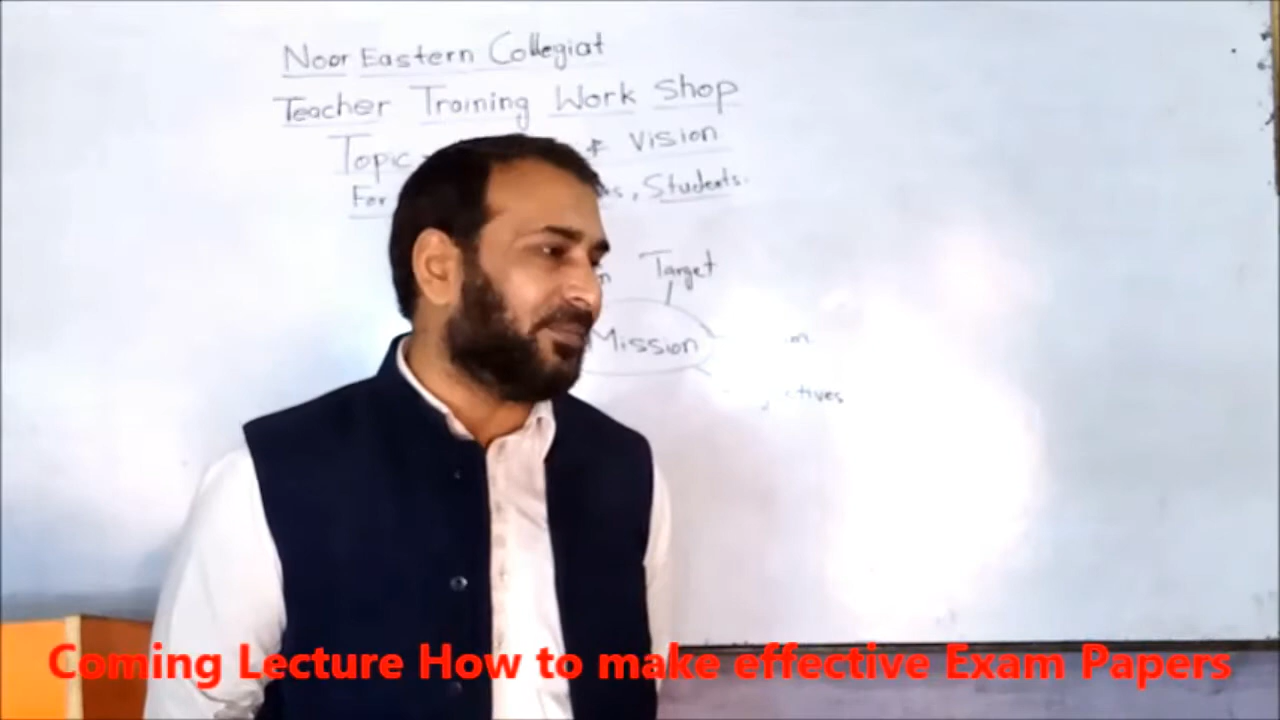 Noor Eastern Collegiat
Teacher Training Work Shop
Topic & Vision
For , Students.
Target
Mission
Coming Lecture How to make effective Exam Papers